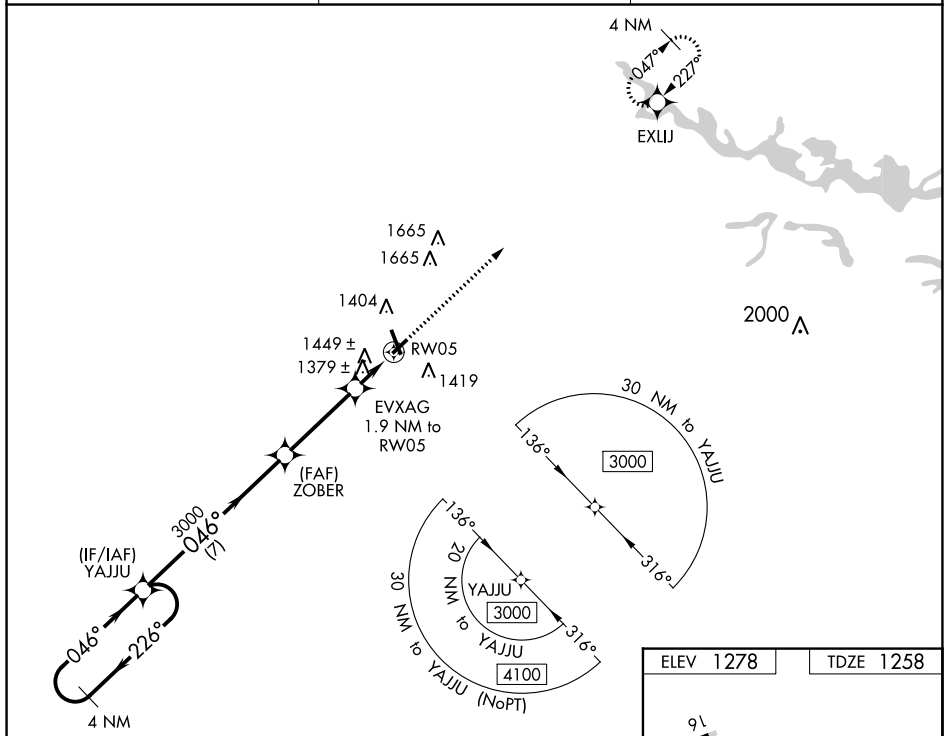 4 NM
047°
227°
EXLIJ
1665
1665
1404
2000
1449 ±
1379 ±
RW05
1419
EVXAG
1.9 NM to
RW05
30 NM to YAJJU
136°
3000
316°
(FAF)
ZOBER
3000
046°
(7)
(IF/IAF)
YAJJU
046°
226°
4 NM
136°
20 NM to YAJJU
YAJJU
3000
316°
30 NM to YAJJU (NoPT)
4100
ELEV 1278
TDZE 1258
16